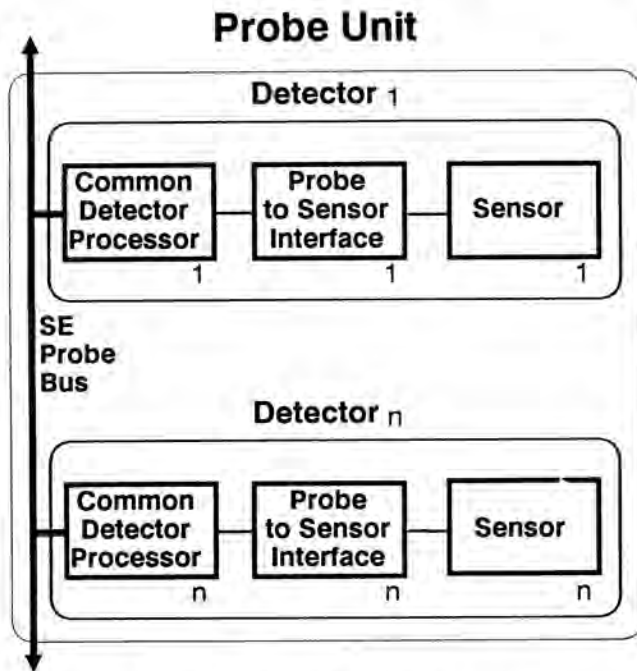 Probe Unit
Detector 1
Common
Detector
Processor
1
Probe
to Sensor
Interface
1
Sensor
1
SE
Probe
Bus
Detector n
Common
Detector
Processor
n
Probe
to Sensor
Interface
n
Sensor
n